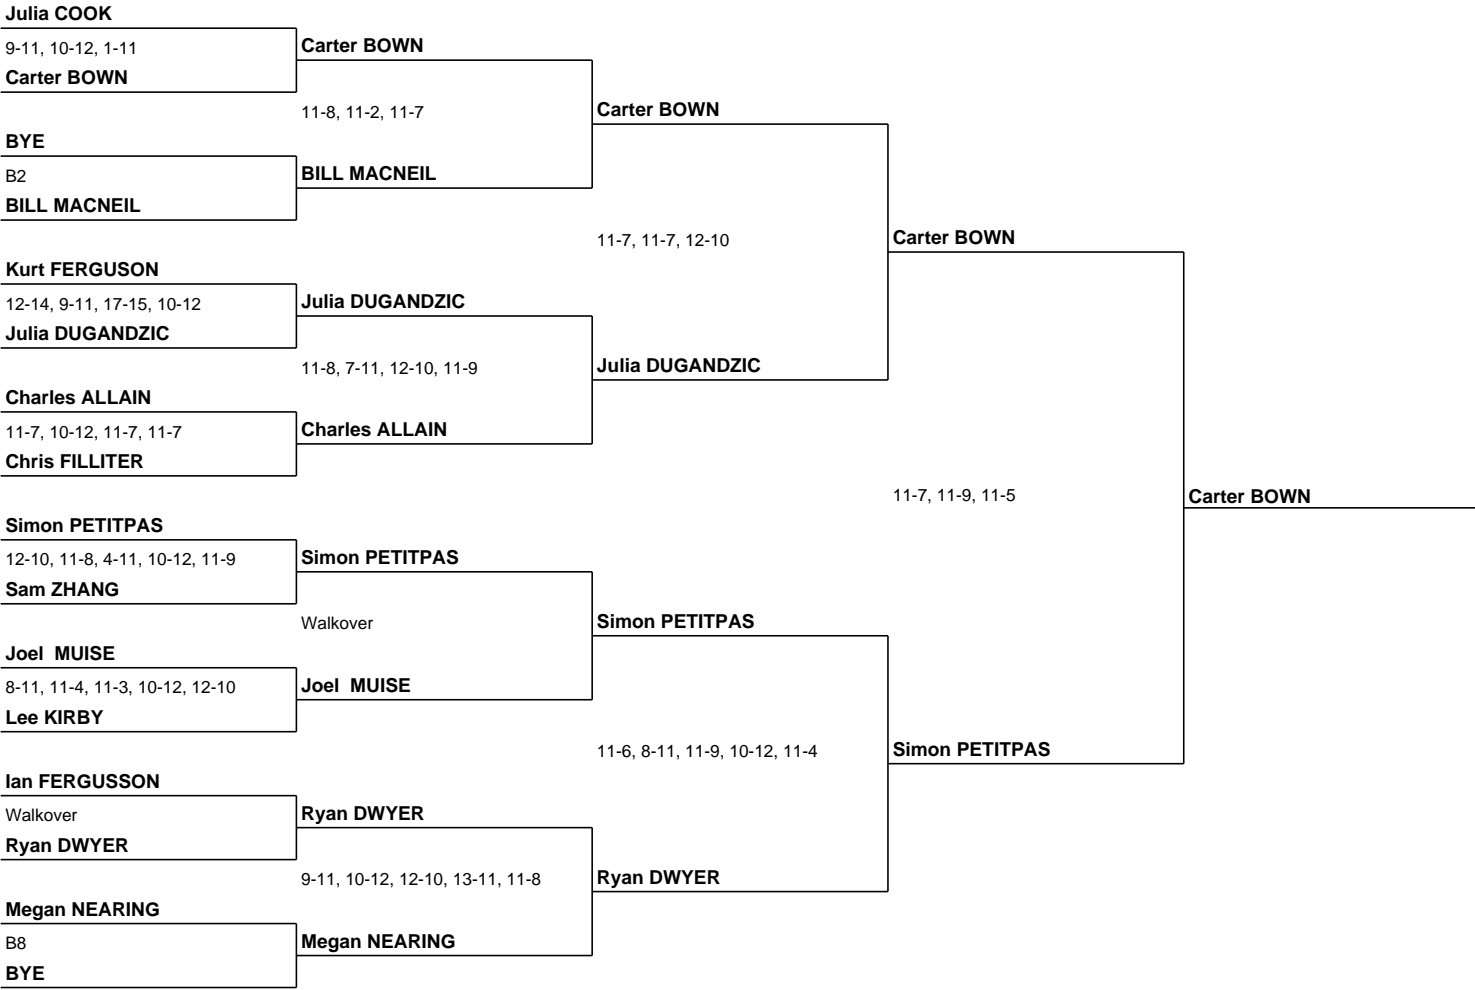 Julia COOK
9-11, 10-12, 1-11
Carter BOWN
BYE
B2
BILL MACNEIL
Kurt FERGUSON
12-14, 9-11, 17-15, 10-12
Julia DUGANDZIC
Charles ALLAIN
11-7, 10-12, 11-7, 11-7
Chris FILLITER
Simon PETITPAS
12-10, 11-8, 4-11, 10-12, 11-9
Sam ZHANG
Joel  MUISE
8-11, 11-4, 11-3, 10-12, 12-10
Lee KIRBY
Ian FERGUSSON
Walkover
Ryan DWYER
Megan NEARING
B8
BYE
Carter BOWN
11-8, 11-2, 11-7
BILL MACNEIL
Julia DUGANDZIC
11-8, 7-11, 12-10, 11-9
Charles ALLAIN
Simon PETITPAS
Walkover
Joel  MUISE
Ryan DWYER
9-11, 10-12, 12-10, 13-11, 11-8
Megan NEARING
Carter BOWN
11-7, 11-7, 12-10
Julia DUGANDZIC
Simon PETITPAS
11-6, 8-11, 11-9, 10-12, 11-4
Ryan DWYER
Carter BOWN
11-7, 11-9, 11-5
Simon PETITPAS
Carter BOWN